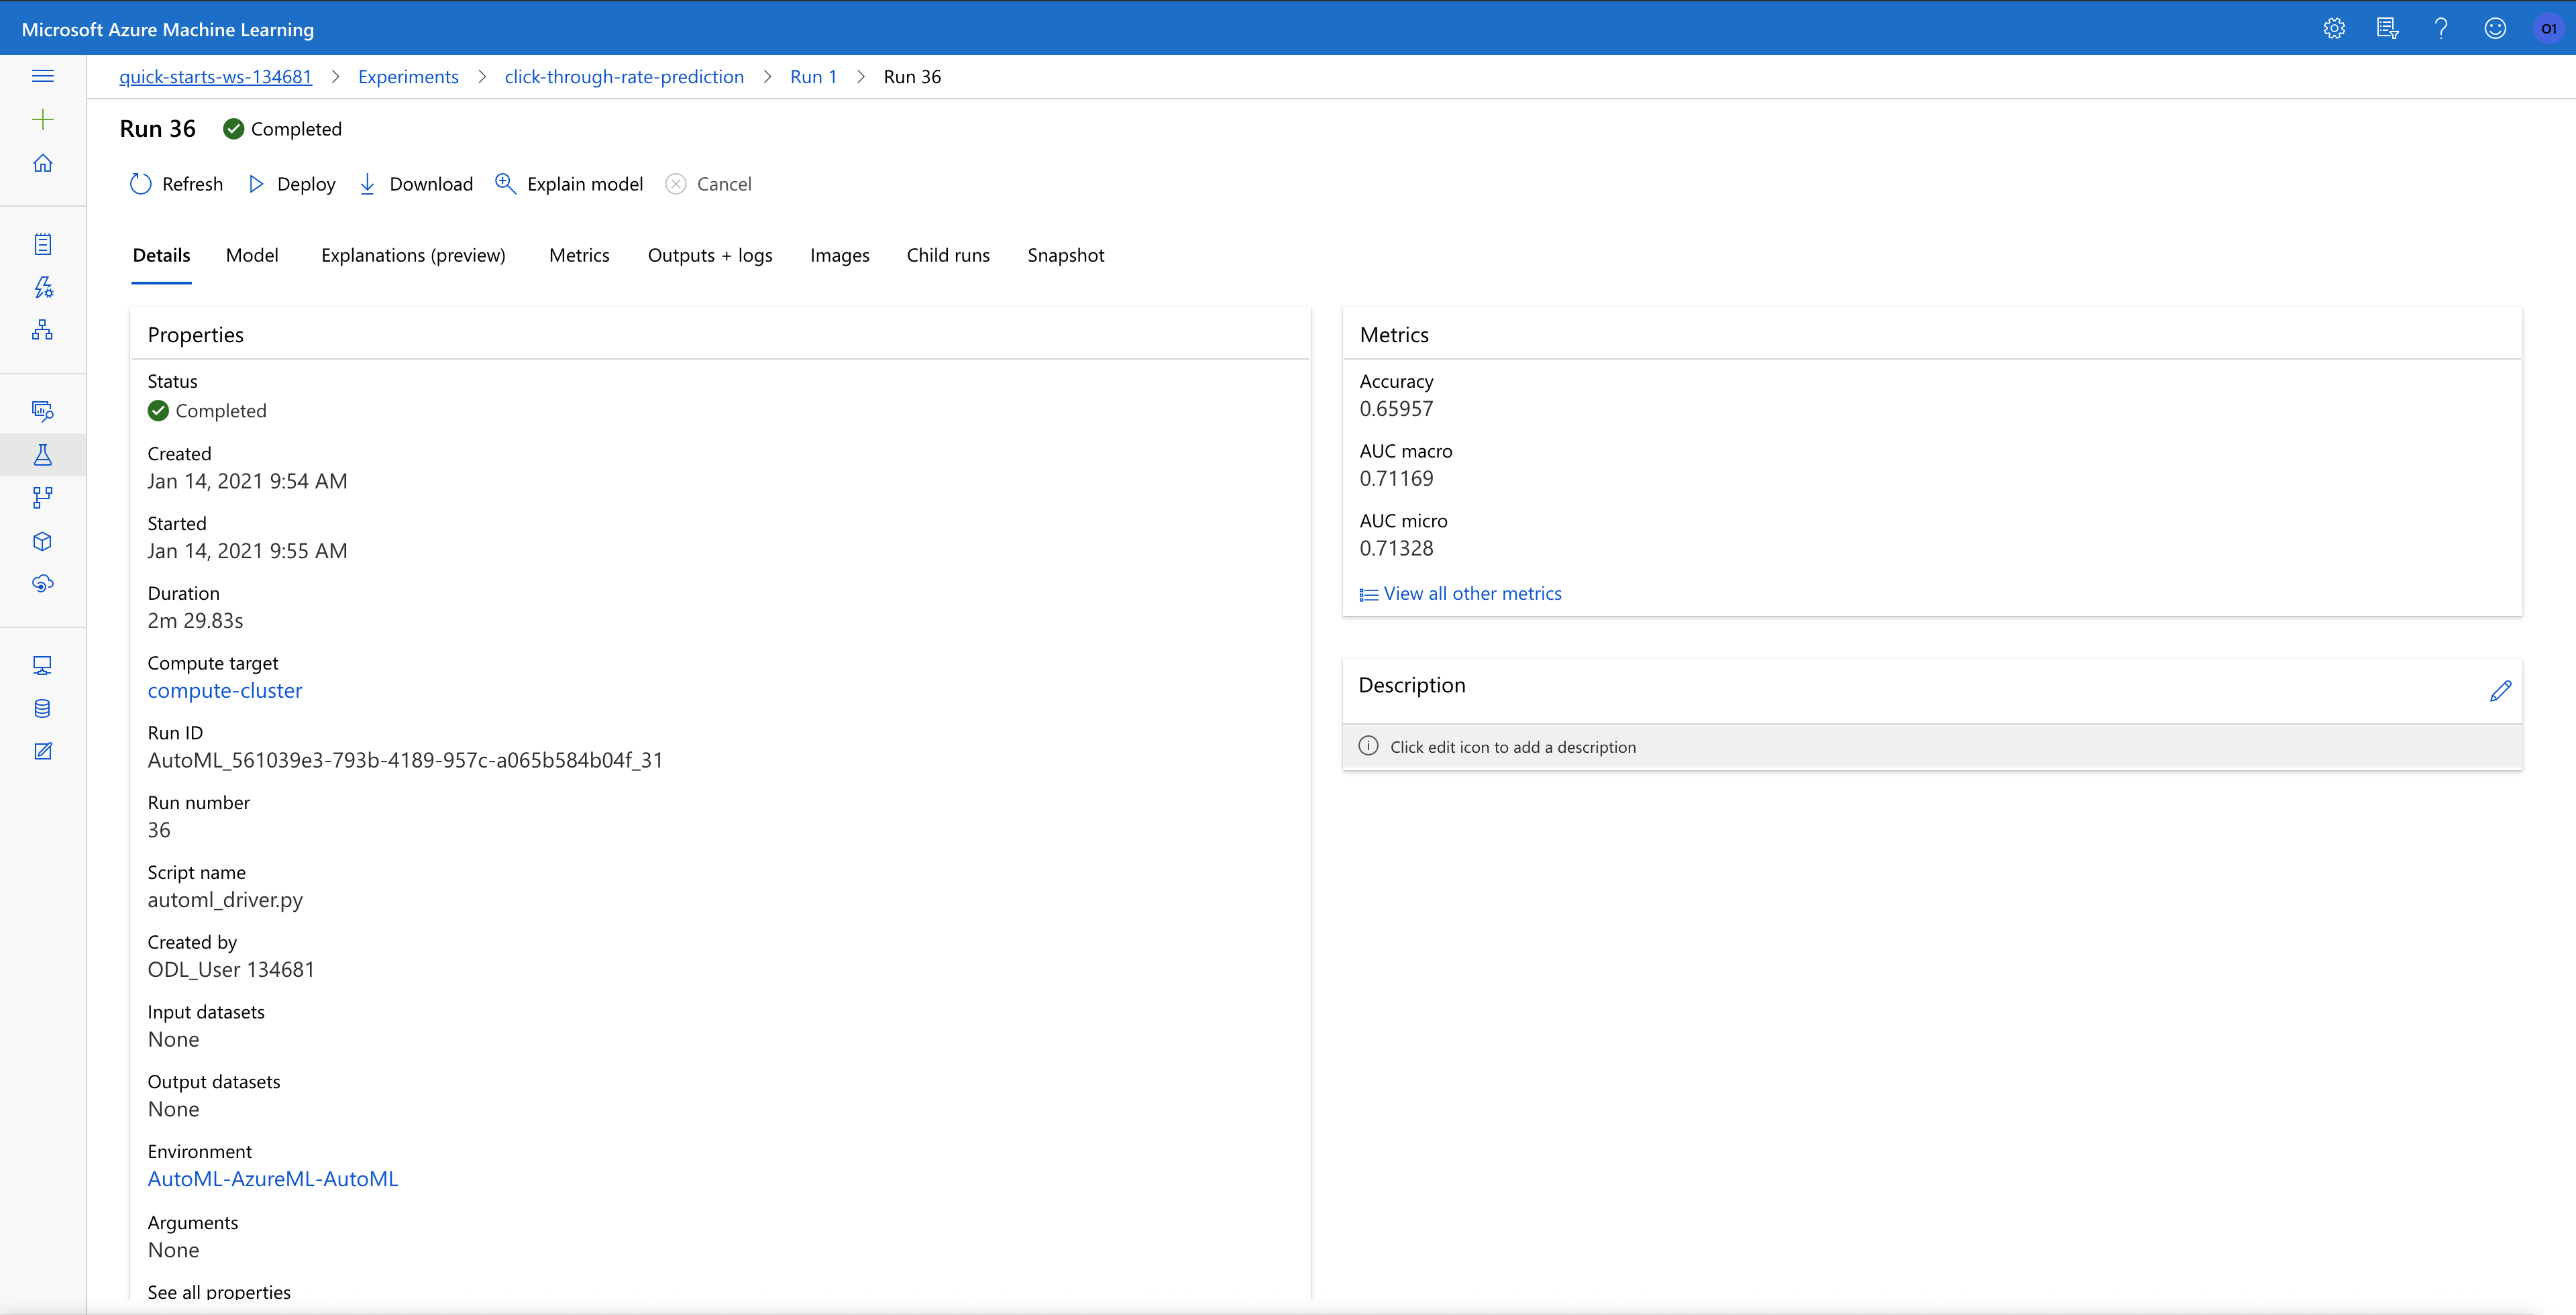 Microsoft Azure Machine Learning
O1
quick-starts-ws-134681 > Experiments > click-through-rate-prediction > Run 1 > Run 36
Run 36 Completed
Refresh Deploy Download Explain model Cancel
Details Model Explanations (preview) Metrics Outputs + logs Images Child runs Snapshot
Properties
Status
Completed
Created
Jan 14, 2021 9:54 AM
Started
Jan 14, 2021 9:55 AM
Duration
2m 29.83s
Compute target
compute-cluster
Run ID
AutoML_561039e3-793b-4189-957c-a065b584b04f_31
Run number
36
Script name
automl_driver.py
Created by
ODL_User 134681
Input datasets
None
Output datasets
None
Environment
AutoML-AzureML-AutoML
Arguments
None
See all properties
Metrics
Accuracy
0.65957
AUC macro
0.71169
AUC micro
0.71328
View all other metrics
Description
Click edit icon to add a description